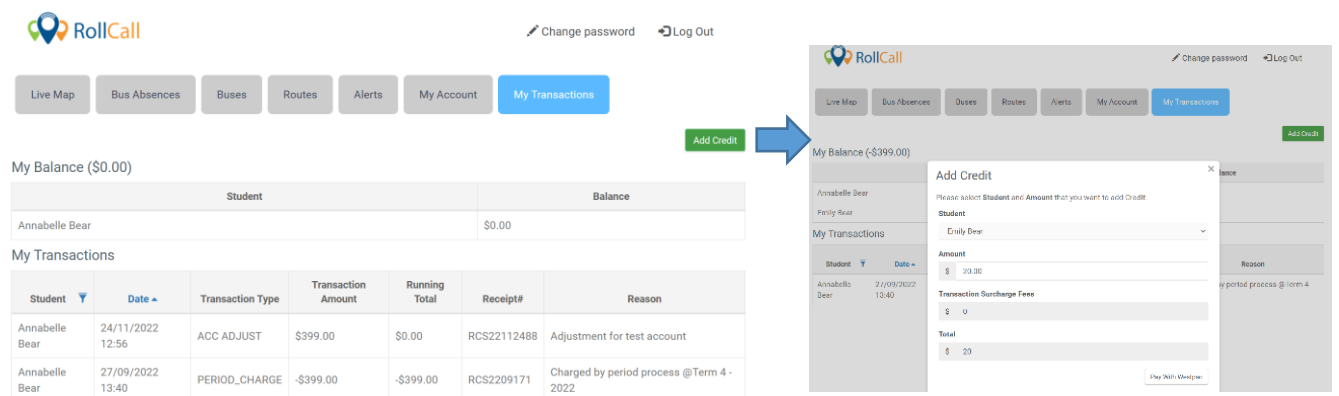 RollCall
Change password
Log Out
Live Map
Bus Absences
Buses
Routes
Alerts
My Account
My Transactions
Add Credit
My Balance ($0.00)
Student
Balance
Annabelle Bear
$0.00
My Transactions
Student
Date
Transaction Type
Transaction
Amount
Running
Total
Receipt#
Reason
Annabelle
Bear
24/11/2022
12:56
ACC ADJUST
$399.00
$0.00
RCS22112488
Adjustment for test account
Annabelle
Bear
27/09/2022
13:40
PERIOD_CHARGE
-$399.00
-$399.00
RCS2209171
Charged by period process @Term 4 -
2022
RollCall
Change password
Log Out
Live Map
Bus Absences
Buses
Routes
Alerts
My Account
My Transactions
Add Credit
My Balance (-$399.00)
lance
Annabelle Bear
Emily Bear
My Transactions
Student
Date
Reason
Annabelle
Bear
27/09/2022
13:40
by period process @Term 4
Add Credit
×
Please select Student and Amount that you want to add Credit
Student
Emily Bear
Amount
$ 20.00
Transaction Surcharge Fees
$ 0
Total
$ 20
Pay With Westpac